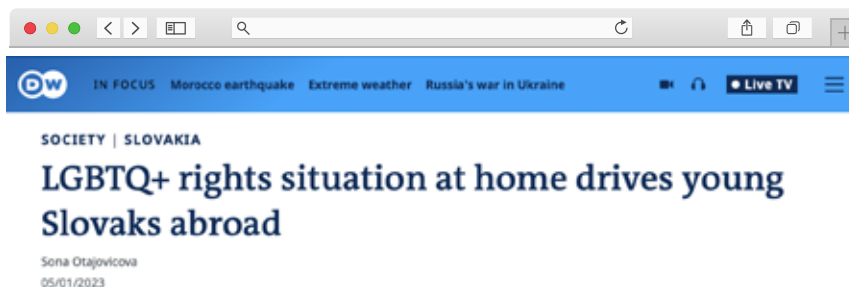 DW IN FOCUS Morocco earthquake Extreme weather Russia's war in Ukraine Live TV
SOCIETY | SLOVAKIA
LGBTQ+ rights situation at home drives young
Slovaks abroad
Sona Otajovicova
05/01/2023